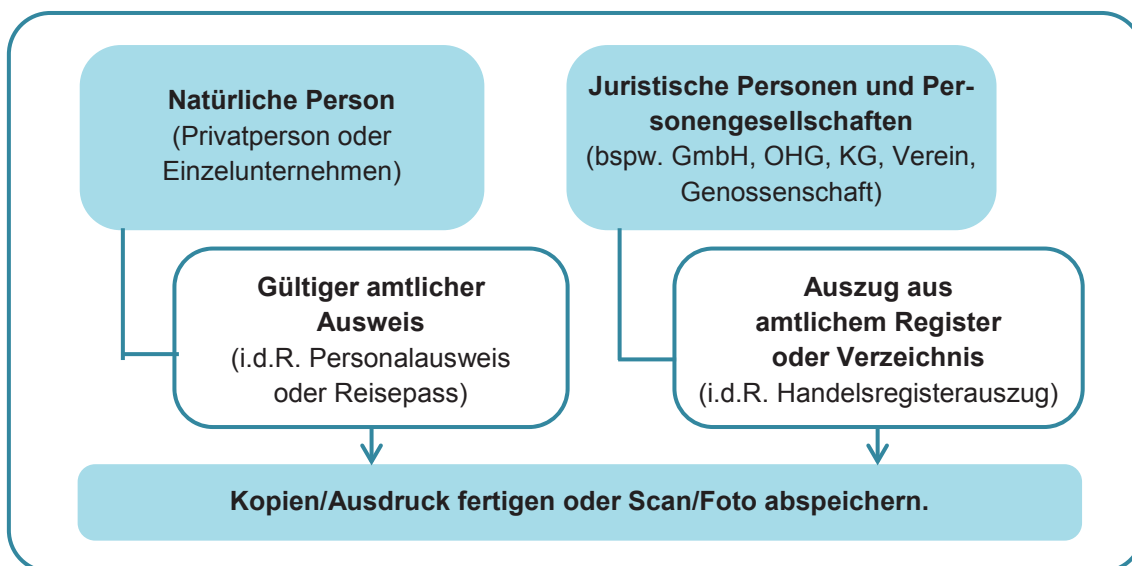 Natürliche Person
(Privatperson oder
Einzelunternehmen)
Juristische Personen und Per-
sonengesellschaften
(bspw. GmbH, OHG, KG, Verein,
Genossenschaft)
Gültiger amtlicher
Ausweis
(i.d.R. Personalausweis
oder Reisepass)
Auszug aus
amtlichem Register
oder Verzeichnis
(i.d.R. Handelsregisterauszug)
Kopien/Ausdruck fertigen oder Scan/Foto abspeichern.